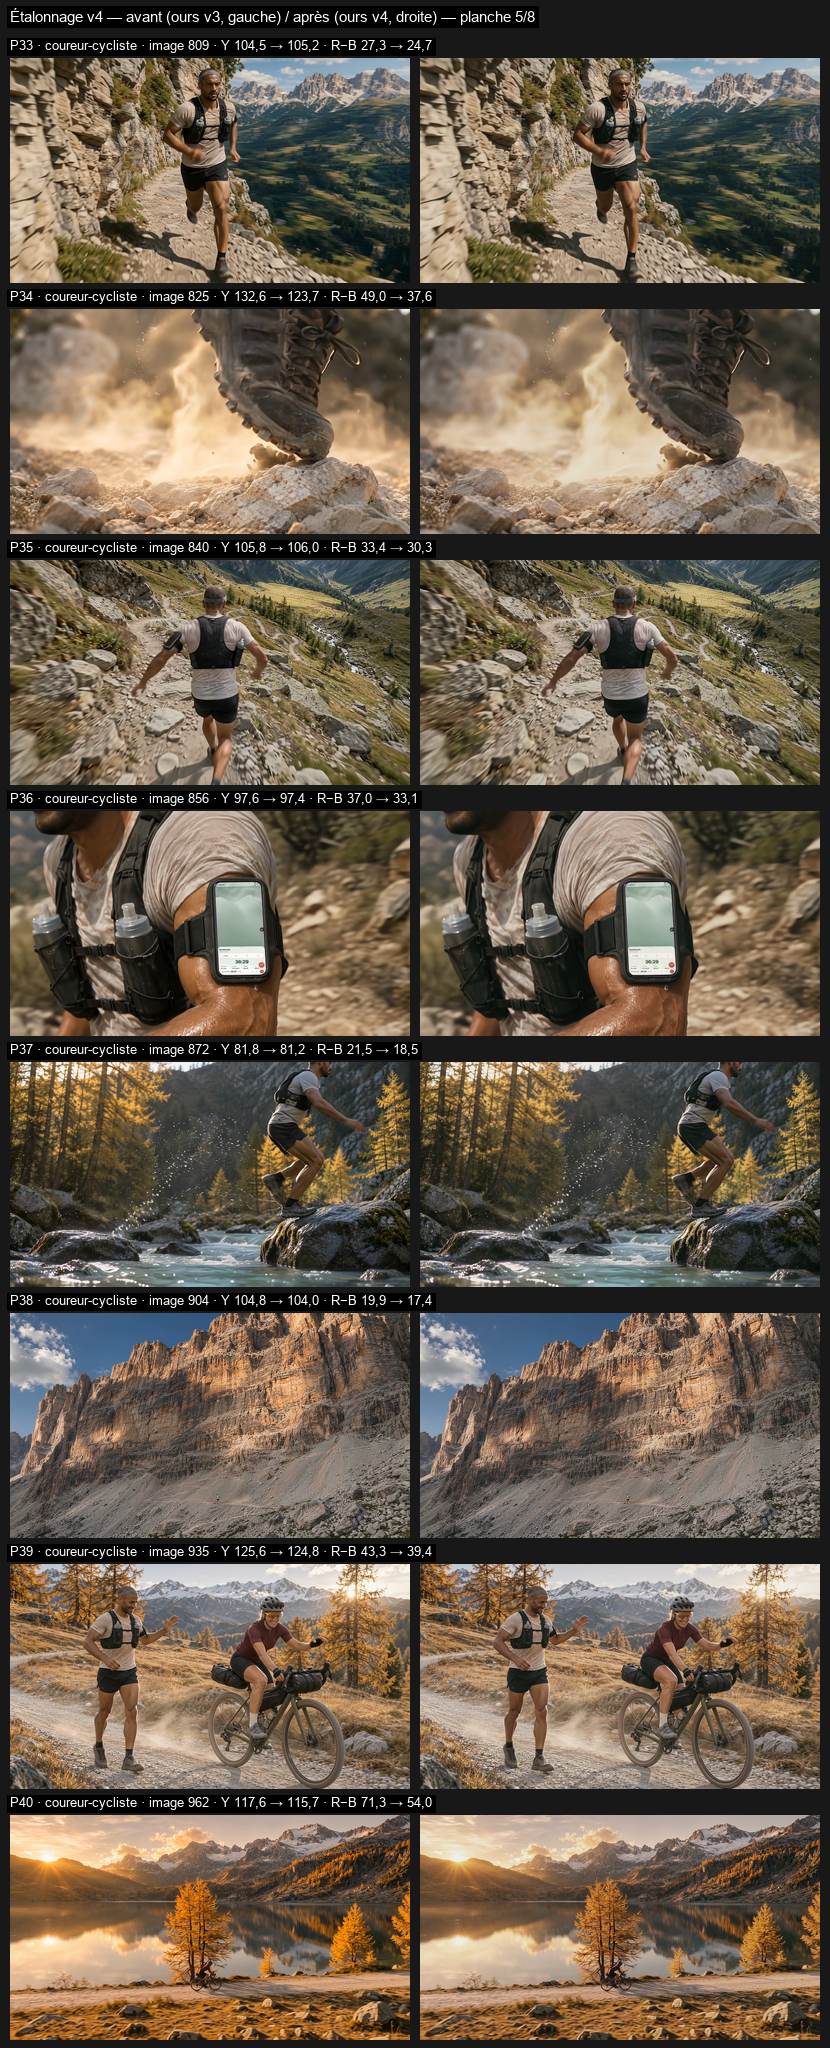 Étalonnage v4 — avant (ours v3, gauche) / après (ours v4, droite) — planche 5/8
P33 · coureur-cycliste · image 809 · Y 104,5 → 105,2 · R−B 27,3 → 24,7
P34 · coureur-cycliste · image 825 · Y 132,6 → 123,7 · R−B 49,0 → 37,6
P35 · coureur-cycliste · image 840 · Y 105,8 → 106,0 · R−B 33,4 → 30,3
P36 · coureur-cycliste · image 856 · Y 97,6 → 97,4 · R−B 37,0 → 33,1
36:29
36:29
P37 · coureur-cycliste · image 872 · Y 81,8 → 81,2 · R−B 21,5 → 18,5
P38 · coureur-cycliste · image 904 · Y 104,8 → 104,0 · R−B 19,9 → 17,4
P39 · coureur-cycliste · image 935 · Y 125,6 → 124,8 · R−B 43,3 → 39,4
P40 · coureur-cycliste · image 962 · Y 117,6 → 115,7 · R−B 71,3 → 54,0